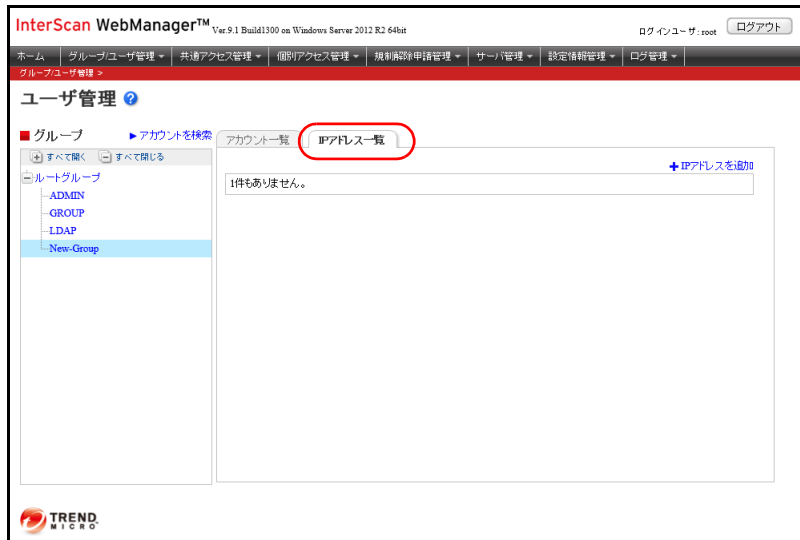 InterScan WebManager™ Ver.9.1 Build1300 on Windows Server 2012 R2 64bit
ログインユーザ:root ログアウト
ホーム グループ/ユーザ管理 共通アクセス管理 個別アクセス管理 規制解除申請管理 サーバ管理 設定情報管理 ログ管理
グループ/ユーザ管理 >
ユーザ管理 ?
グループ ▶アカウントを検索
すべて開く すべて閉じる
ルートグループ
ADMIN
GROUP
LDAP
New-Group
アカウント一覧 IPアドレス一覧
IPアドレスを追加
1件もありません。
TREND
MICRO